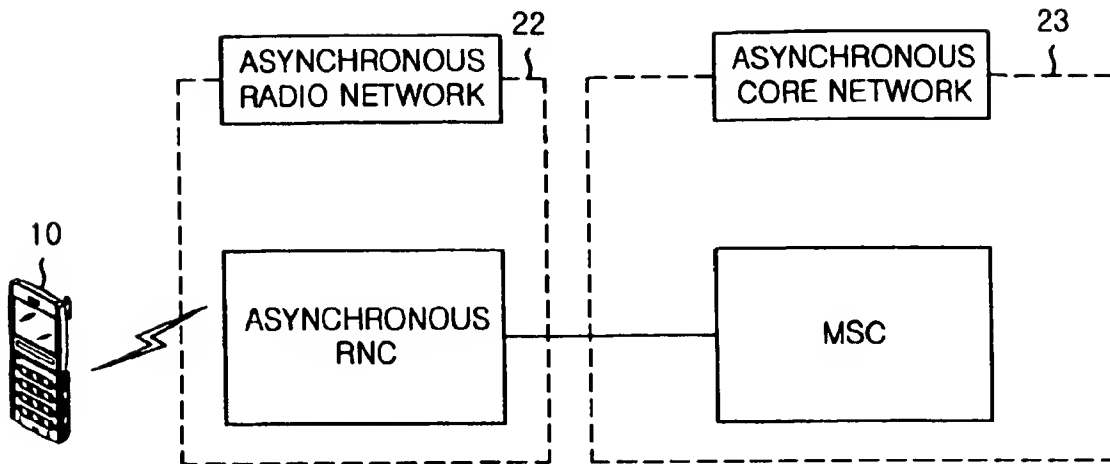 22
23
ASYNCHRONOUS
RADIO NETWORK
ASYNCHRONOUS
CORE NETWORK
10
ASYNCHRONOUS
RNC
MSC